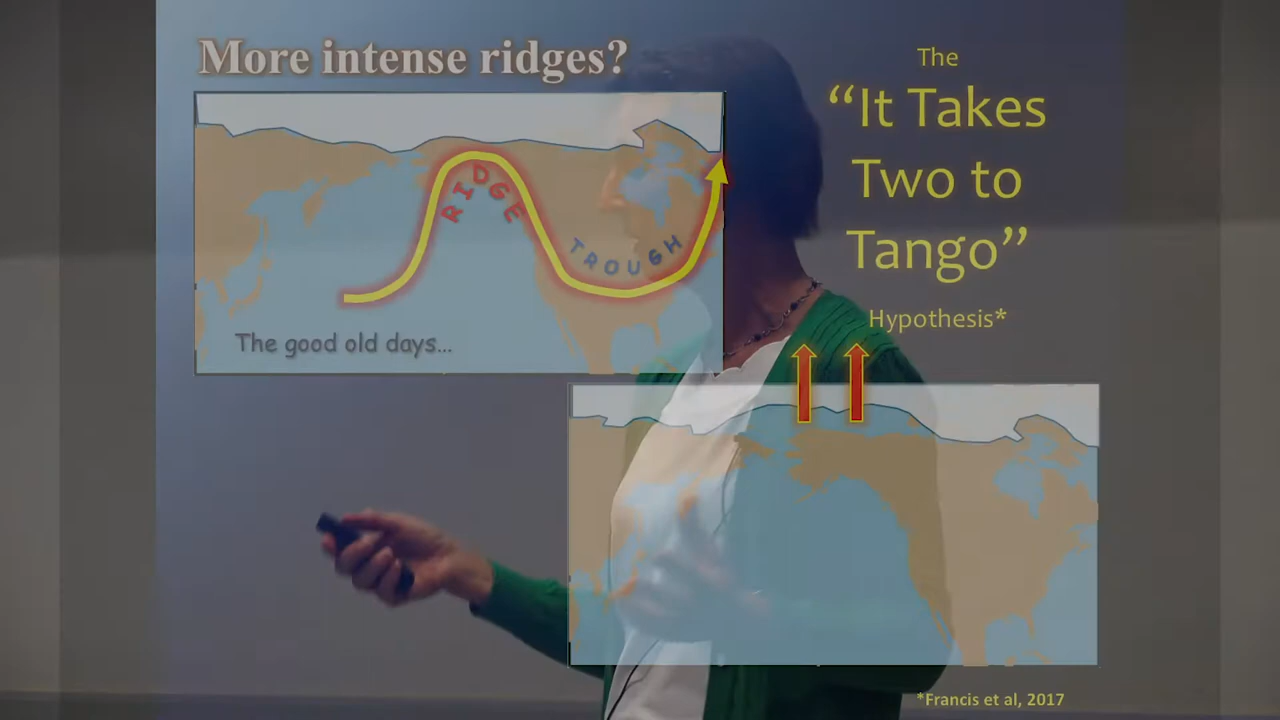 More intense ridges?
RIDGE
TROUGH
The good old days...
The
“It Takes
Two to
Tango”
Hypothesis*
*Francis et al, 2017